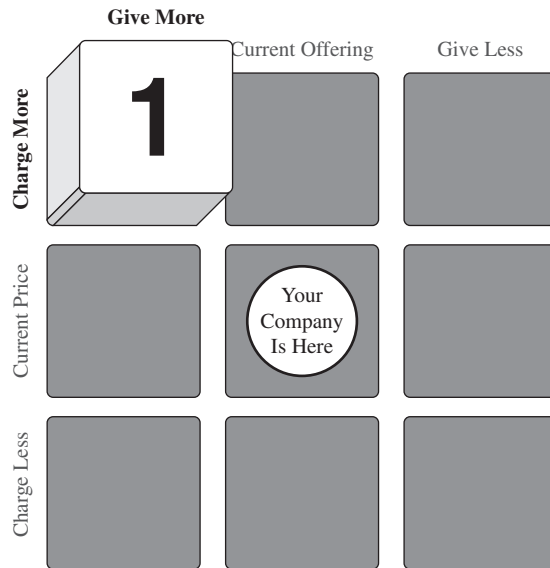 Give More
Current Offering
Give Less
Charge More
1
Current Price
Your
Company
Is Here
Charge Less